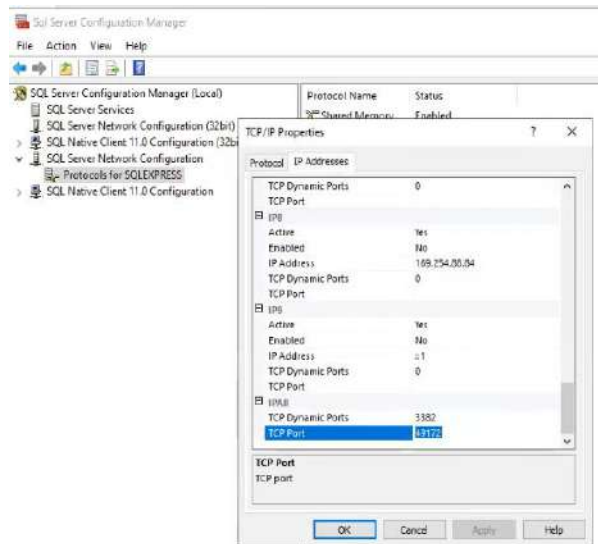 Sql Server Configuration Manager
File Action View Help
SQL Server Configuration Manager (Local)
SQL Server Services
SQL Server Network Configuration (32bit)
SQL Native Client 11.0 Configuration (32bi
SQL Server Network Configuration
Protocols for SQLEXPRESS
SQL Native Client 11.0 Configuration
Protocol Name Status
Shared Memory Enabled
TCP/IP Properties ? X
Protocol IP Addresses
TCP Dynamic Ports 0
TCP Port
IP8
Active Yes
Enabled No
IP Address 169.254.88.84
TCP Dynamic Ports 0
TCP Port
IP9
Active Yes
Enabled No
IP Address ::1
TCP Dynamic Ports 0
TCP Port
IPAll
TCP Dynamic Ports 3382
TCP Port 49172
TCP Port
TCP port
OK Cancel Apply Help